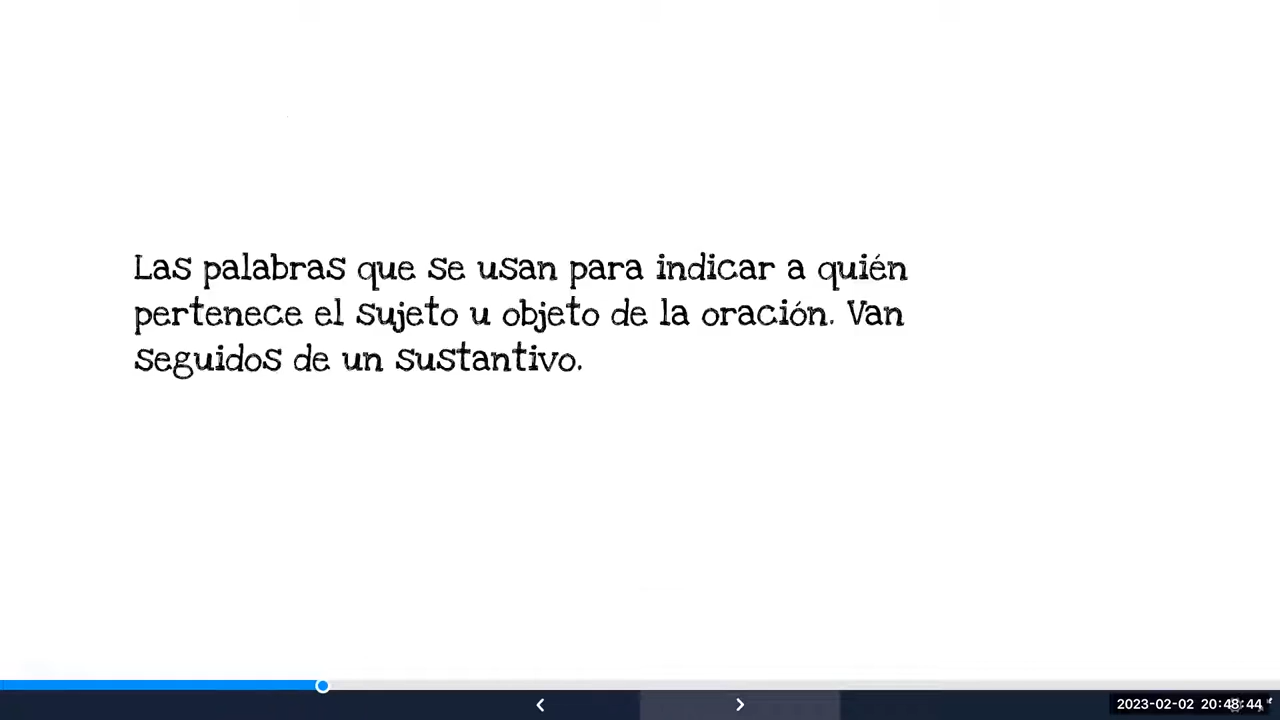 Las palabras que se usan para indicar a quién
pertenece el sujeto u objeto de la oración. Van
seguidos de un sustantivo.
2023-02-02 20:48:44